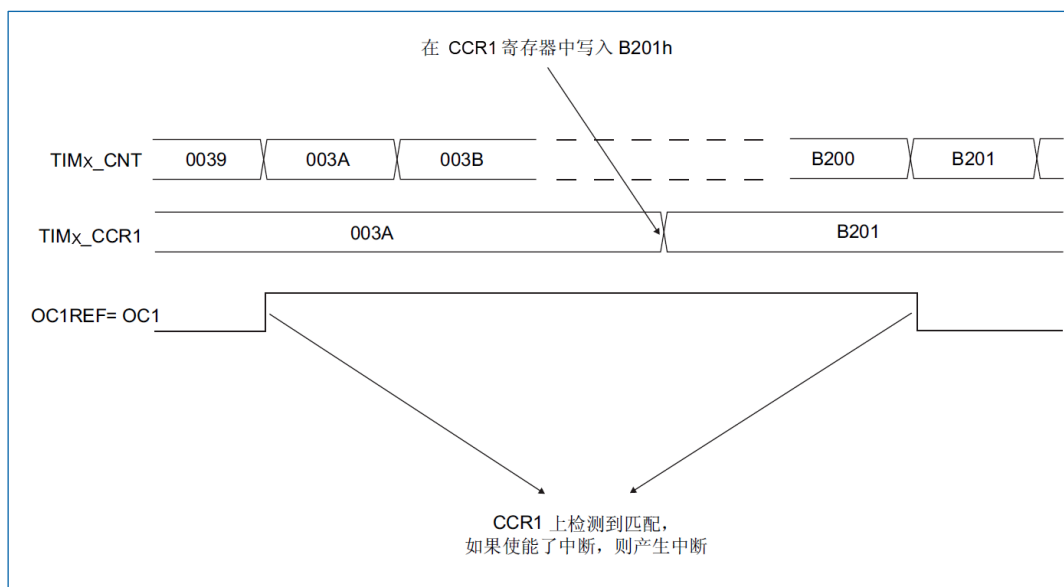 在 CCR1 寄存器中写入 B201h
TIMx_CNT 0039 003A 003B B200 B201
TIMx_CCR1 003A B201
OC1REF= OC1
CCR1 上检测到匹配,
如果使能了中断，则产生中断